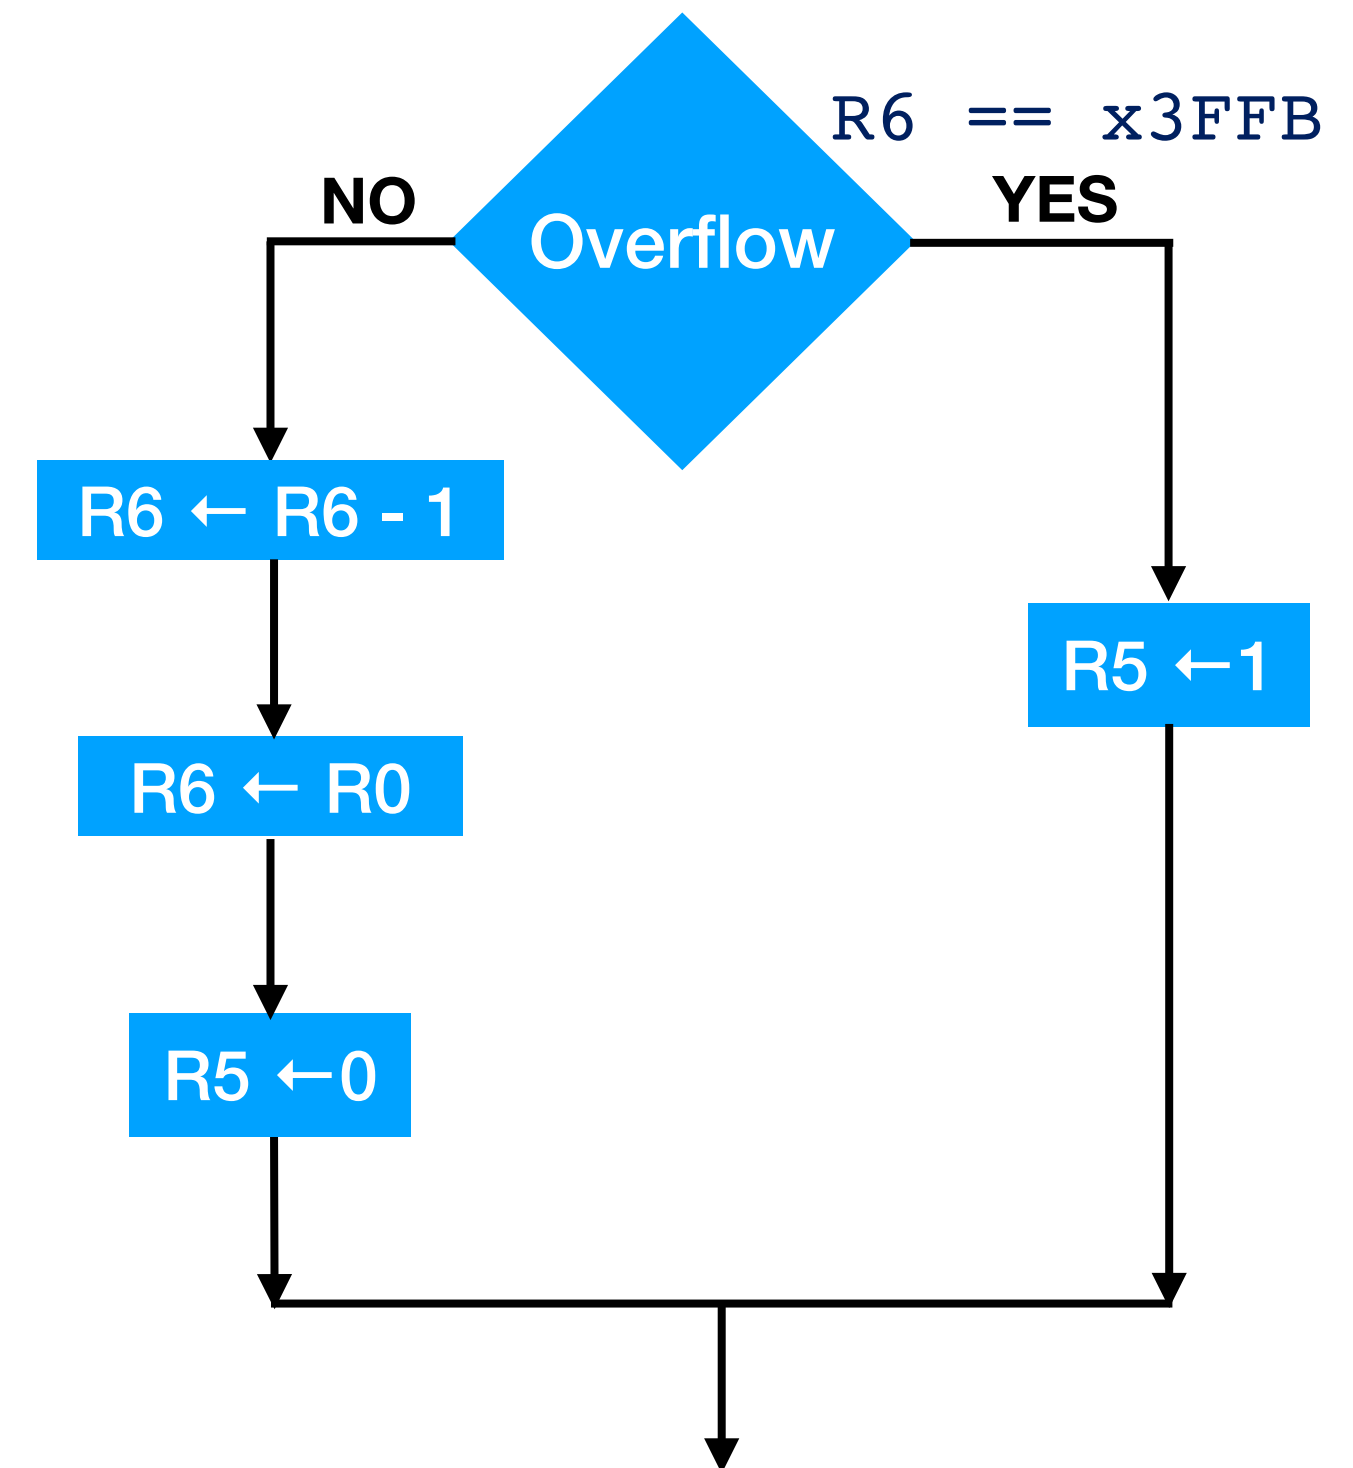 R6 == x3FFB
NO
YES
Overflow
R6 ← R6 - 1
R5 ←1
R6 ← R0
R5 ←0